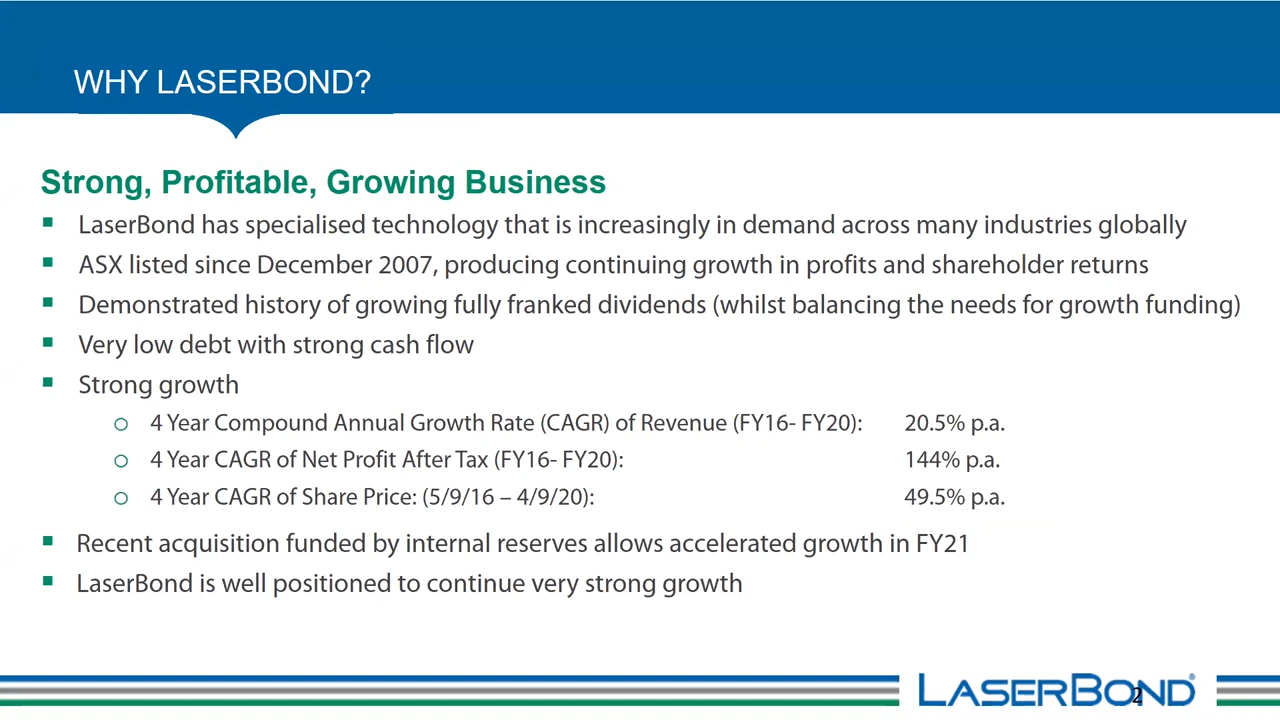 WHY LASERBOND?
Strong, Profitable, Growing Business
▪ LaserBond has specialised technology that is increasingly in demand across many industries globally
▪ ASX listed since December 2007, producing continuing growth in profits and shareholder returns
▪ Demonstrated history of growing fully franked dividends (whilst balancing the needs for growth funding)
▪ Very low debt with strong cash flow
▪ Strong growth
o 4 Year Compound Annual Growth Rate (CAGR) of Revenue (FY16- FY20): 20.5% p.a.
o 4 Year CAGR of Net Profit After Tax (FY16- FY20): 144% p.a.
o 4 Year CAGR of Share Price: (5/9/16 – 4/9/20): 49.5% p.a.
▪ Recent acquisition funded by internal reserves allows accelerated growth in FY21
▪ LaserBond is well positioned to continue very strong growth
LASERBOND®
2